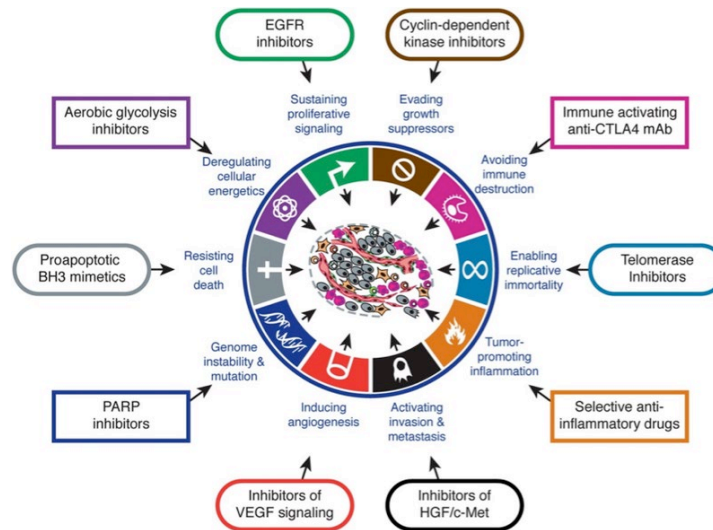 EGFR
inhibitors
Cyclin-dependent
kinase inhibitors
Sustaining
proliferative
signaling
Evading
growth
suppressors
Aerobic glycolysis
inhibitors
Immune activating
anti-CTLA4 mAb
Deregulating
cellular
energetics
Avoiding
immune
destruction
Proapoptotic
BH3 mimetics
Resisting
cell
death
Enabling
replicative
immortality
Telomerase
Inhibitors
Genome
instability &
mutation
Tumor-
promoting
inflammation
PARP
inhibitors
Inducing
angiogenesis
Activating
invasion &
metastasis
Selective anti-
inflammatory drugs
Inhibitors of
VEGF signaling
Inhibitors of
HGF/c-Met